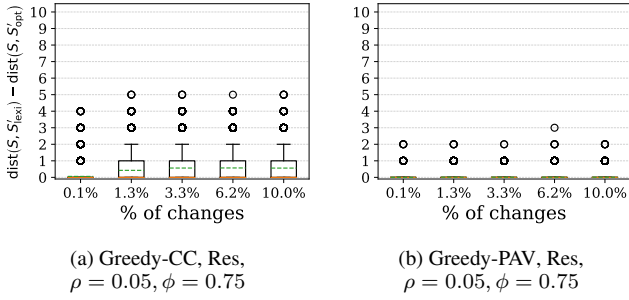 dist(S, S′lexi) − dist(S, S′opt)
10
9
8
7
6
5
4
3
2
1
0
0.1% 1.3% 3.3% 6.2% 10.0%
% of changes
10
9
8
7
6
5
4
3
2
1
0
0.1% 1.3% 3.3% 6.2% 10.0%
% of changes
(a) Greedy-CC, Res,
ρ = 0.05, ϕ = 0.75
(b) Greedy-PAV, Res,
ρ = 0.05, ϕ = 0.75